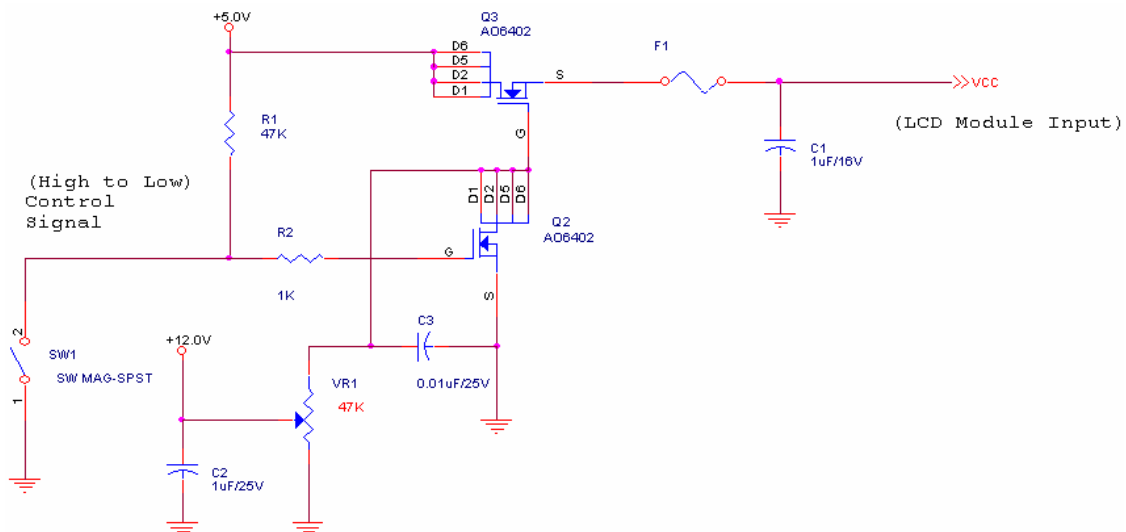 +5.0V
Q3
AO6402
D6
D5
D2
D1
S
G
F1
VCC
(LCD Module Input)
R1
47K
C1
1uF/16V
(High to Low)
Control
Signal
D1
D2
D5
D6
Q2
AO6402
R2
G
1K
S
C3
0.01uF/25V
+12.0V
2
SW1
SW MAG-SPST
1
VR1
47K
C2
1uF/25V